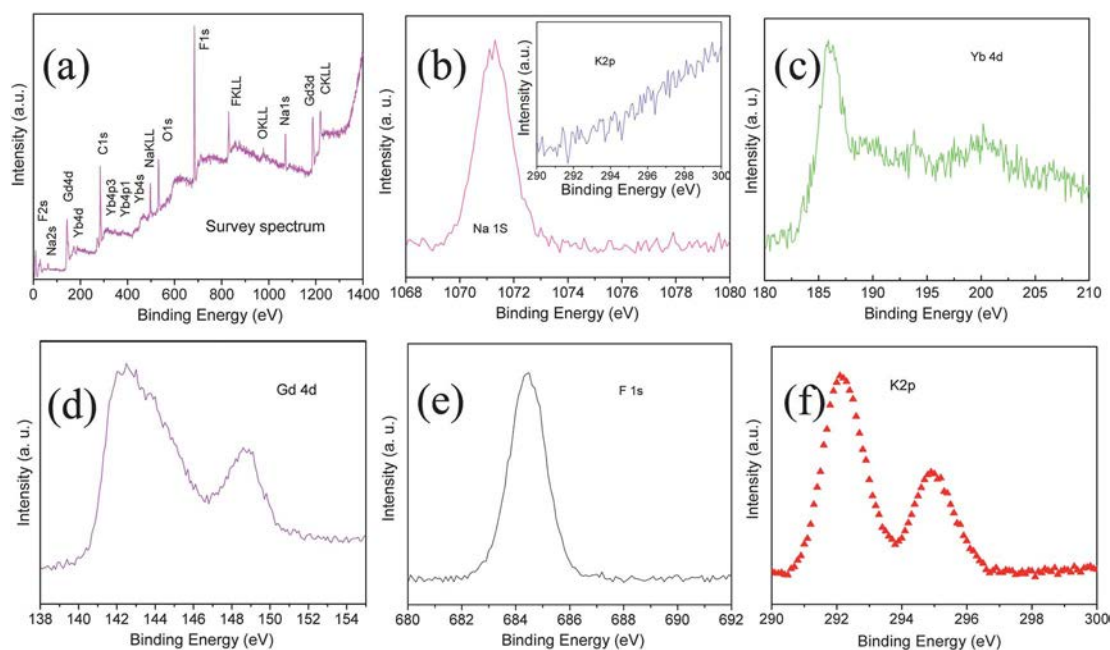 (a)
F2s
Na2s
Gd4d
Yb4d
C1s
Yb4p3
Yb4p1
Yb4s
NaKLL
O1s
F1s
FKLL
OKLL
Na1s
Gd3d
CKLL
Survey spectrum
Intensity (a.u.)
0 200 400 600 800 1000 1200 1400
Binding Energy (eV)
(b)
Na 1S
Intensity (a.u.)
1068 1070 1072 1074 1076 1078 1080
Binding Energy (eV)
K2p
Intensity (a.u.)
290 291 292 293 294 295 296 297 298 299 300
Binding Energy (eV)
(c)
Yb 4d
Intensity (a.u.)
180 185 190 195 200 205 210
Binding Energy (eV)
(d)
Gd 4d
Intensity (a. u.)
138 140 142 144 146 148 150 152 154
Binding Energy (eV)
(e)
F 1s
Intensity (a. u.)
680 682 684 686 688 690 692
Binding Energy (eV)
(f)
K2p
Intensity (a. u.)
290 292 294 296 298 300
Binding Energy (eV)